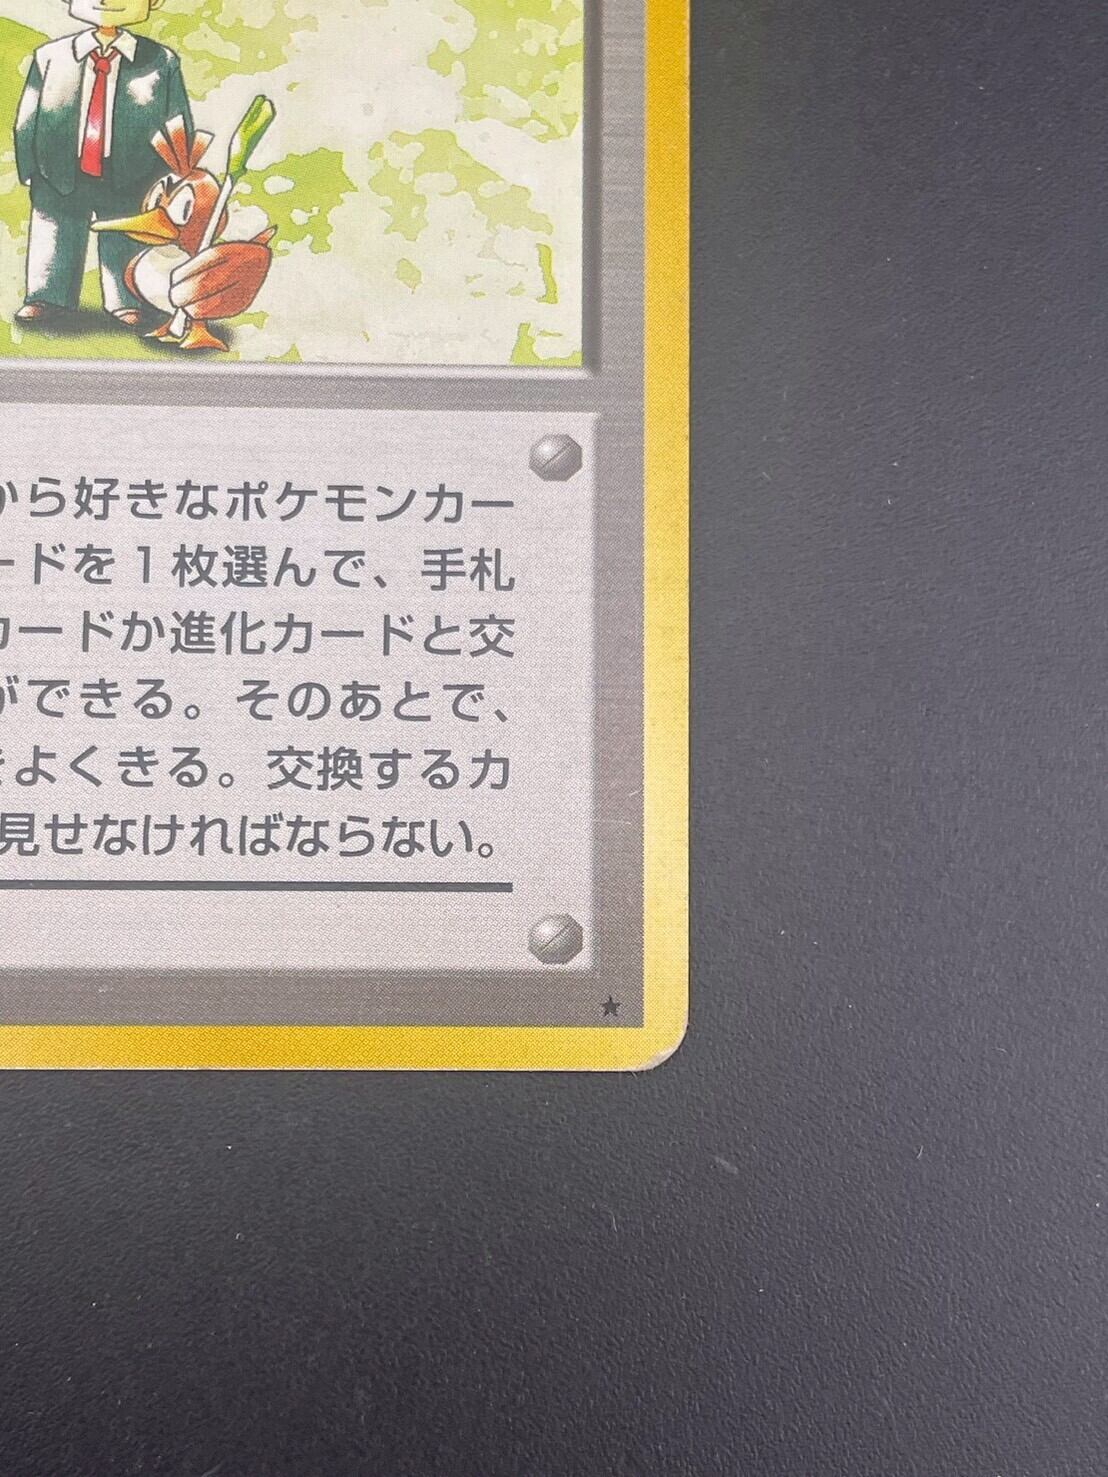 から好きなポケモンカー
ードを1枚選んで、手札
カードか進化カードと交
ができる。そのあとで、
をよくきる。交換するカ
見せなければならない。
★